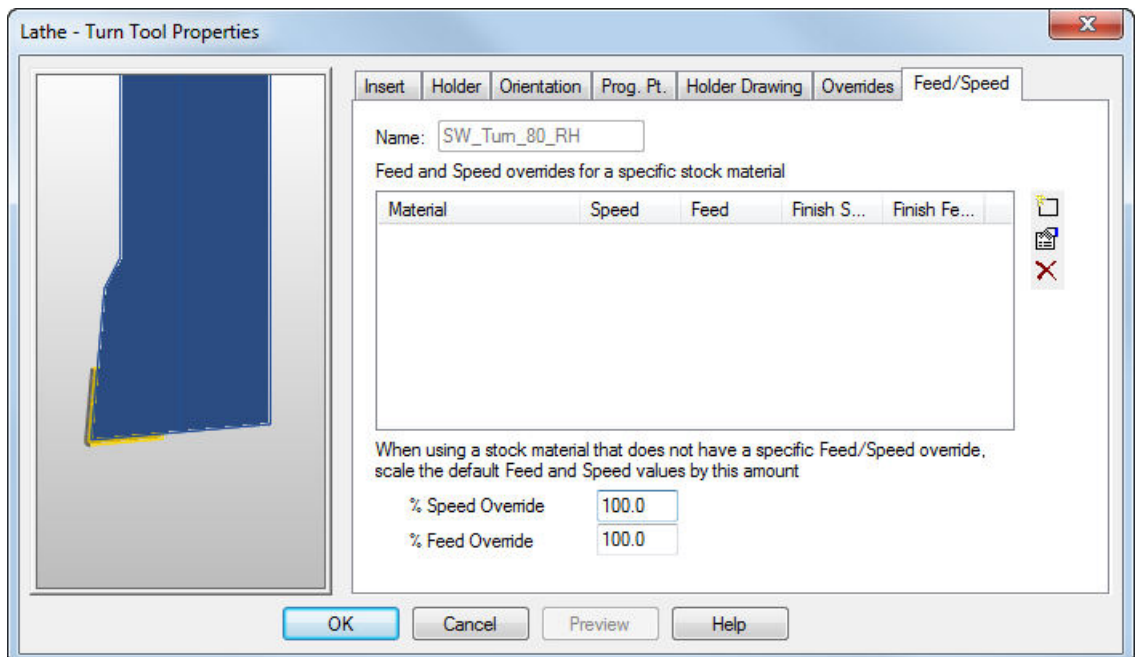 Lathe - Turn Tool Properties
Insert Holder Orientation Prog. Pt. Holder Drawing Overrides Feed/Speed
Name: SW_Turn_80_RH
Feed and Speed overrides for a specific stock material
Material Speed Feed Finish S... Finish Fe...
When using a stock material that does not have a specific Feed/Speed override,
scale the default Feed and Speed values by this amount
% Speed Override 100.0
% Feed Override 100.0
OK Cancel Preview Help